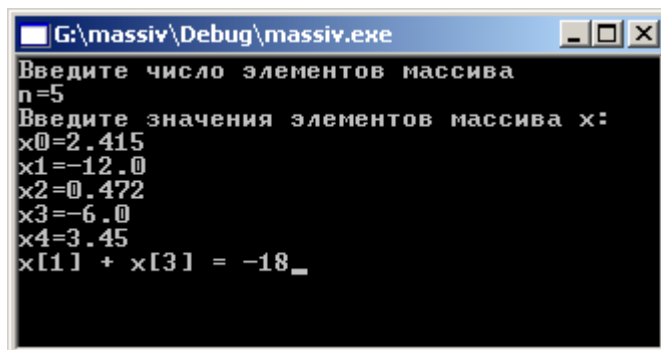 G:\massiv\Debug\massiv.exe
Введите число элементов массива
n=5
Введите значения элементов массива x:
x0=2.415
x1=-12.0
x2=0.472
x3=-6.0
x4=3.45
x[1] + x[3] = -18_